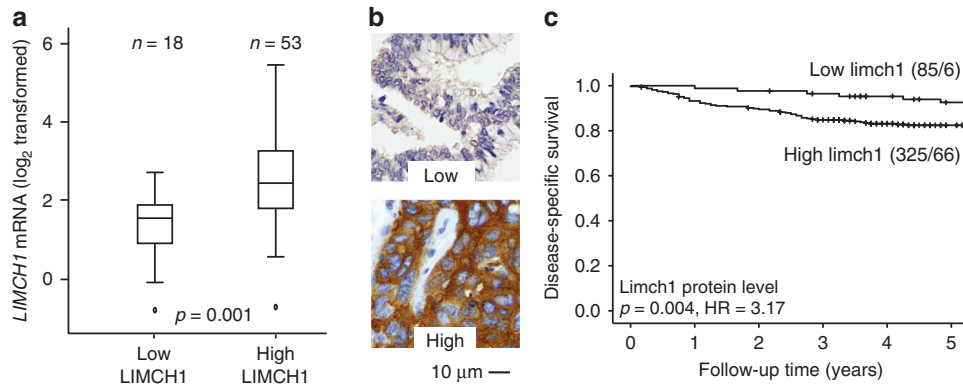 a
LIMCH1 mRNA (log2 transformed)
6
4
2
0
n = 18
n = 53
p = 0.001
Low
LIMCH1
High
LIMCH1
b
Low
High
10 μm
c
Disease-specific survival
1.0
0.8
0.6
0.4
0.2
0.0
Low limch1 (85/6)
High limch1 (325/66)
Limch1 protein level
p = 0.004, HR = 3.17
0 1 2 3 4 5
Follow-up time (years)